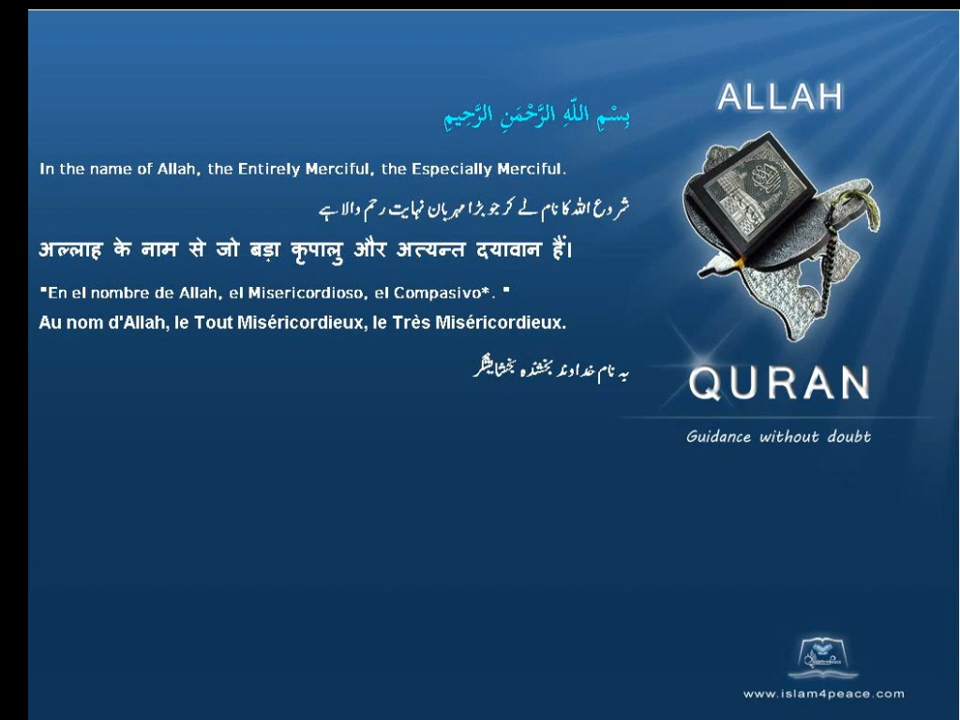 بِسْمِ اللَّهِ الرَّحْمَنِ الرَّحِيمِ
In the name of Allah, the Entirely Merciful, the Especially Merciful.
شروع اللہ کا نام لے کر جو بڑا مہربان نہایت رحم والا ہے
अल्लाह के नाम से जो बड़ा कृपालु और अत्यन्त दयावान हैं।
"En el nombre de Allah, el Misericordioso, el Compasivo*. "
Au nom d'Allah, le Tout Miséricordieux, le Très Miséricordieux.
به نام خداوند بخشنده بخشایشگر
ALLAH
QURAN
Guidance without doubt
www.islam4peace.com